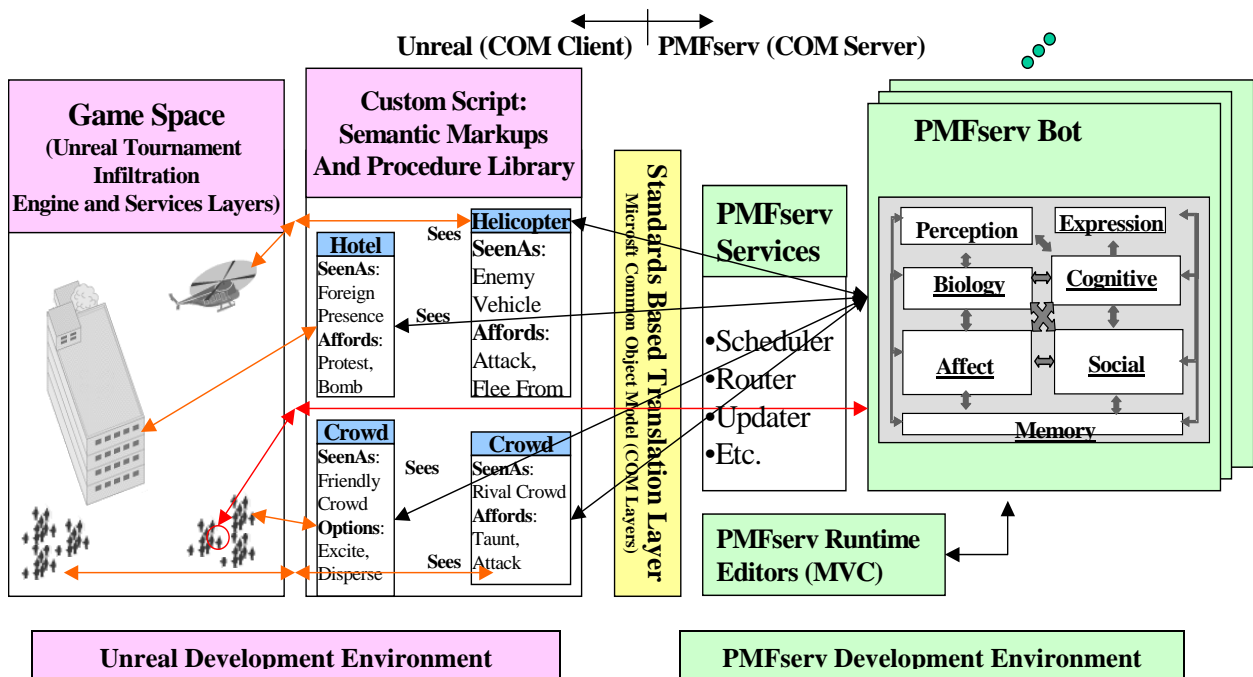 Unreal (COM Client)
PMFserv (COM Server)
Game Space
(Unreal Tournament
Infiltration
Engine and Services Layers)
Custom Script:
Semantic Markups
And Procedure Library
Hotel
SeenAs:
Foreign
Presence
Affords:
Protest,
Bomb
Sees
Helicopter
SeenAs:
Enemy
Vehicle
Affords:
Attack,
Flee From
Sees
Crowd
SeenAs:
Friendly
Crowd
Options:
Excite,
Disperse
Sees
Crowd
SeenAs:
Rival Crowd
Affords:
Taunt,
Attack
Sees
Standards Based Translation Layer
Microsft Common Object Model (COM Layers)
PMFserv
Services
•Scheduler
•Router
•Updater
•Etc.
PMFserv Bot
Perception
Expression
Biology
Cognitive
Affect
Social
Memory
PMFserv Runtime
Editors (MVC)
Unreal Development Environment
PMFserv Development Environment